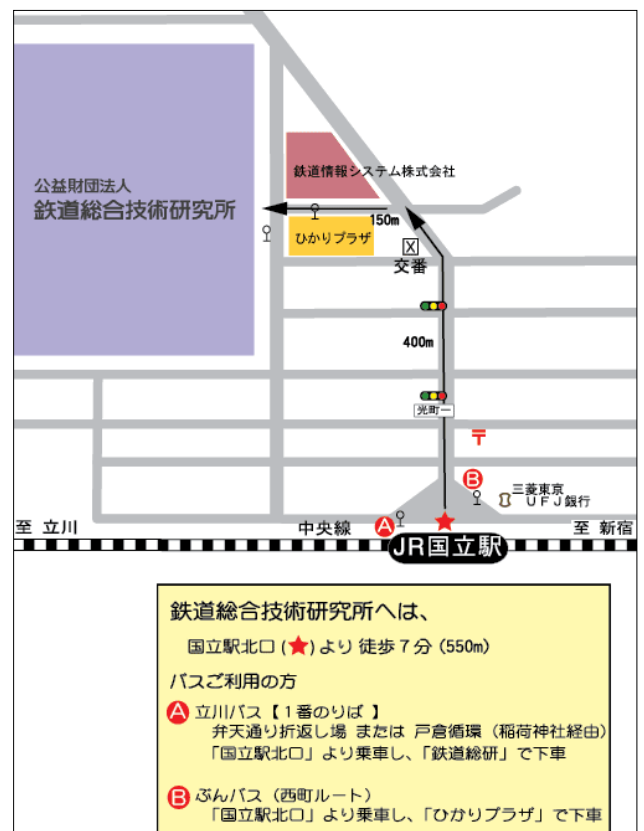 公益財団法人
鉄道総合技術研究所
鉄道情報システム株式会社
150m
ひかりプラザ
X
交番
400m
光町一
〒
B
三菱東京
UFJ銀行
至 立川
中央線
A
至 新宿
JR国立駅
鉄道総合技術研究所へは、
国立駅北口(★)より 徒歩7分(550m)
バスご利用の方
A 立川バス【1番のりば】
弁天通り折返し場 または 戸倉循環(稲荷神社経由)
「国立駅北口」より乗車し、「鉄道総研」で下車
B ぶんバス(西町ルート)
「国立駅北口」より乗車し、「ひかりプラザ」で下車